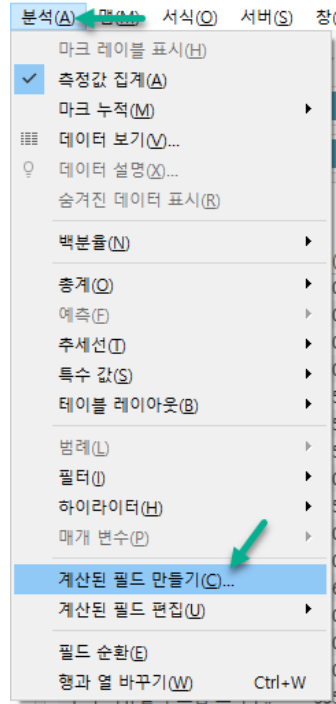 분석(A) 맵(M) 서식(O) 서버(S) 창(
마크 레이블 표시(H)
측정값 집계(A)
마크 누적(M)
데이터 보기(V)...
데이터 설명(X)...
숨겨진 데이터 표시(R)
백분율(N)
총계(O)
예측(F)
추세선(T)
특수 값(S)
테이블 레이아웃(B)
범례(L)
필터(I)
하이라이터(H)
매개 변수(P)
계산된 필드 만들기(C)...
계산된 필드 편집(U)
필드 순환(E)
행과 열 바꾸기(W) Ctrl+W